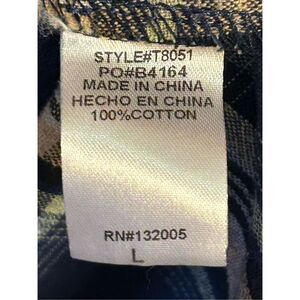 STYLE#T8051
PO#B4164
MADE IN CHINA
HECHO EN CHINA
100%COTTON
RN#132005
L